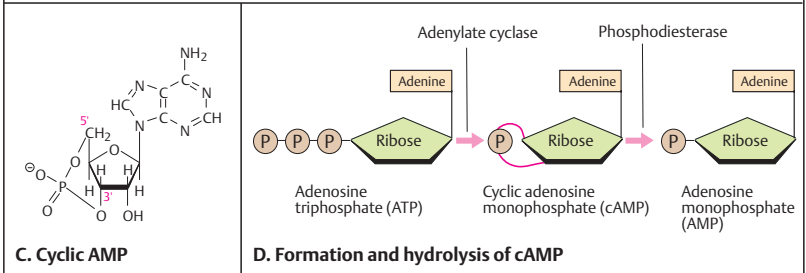 NH₂
C
N
C
N
HC
C
CH
N
C
N
5'
CH₂
O
O
⊖O
H
H
H
H
P
3'
O
O
OH
C. Cyclic AMP
Adenylate cyclase
Phosphodiesterase
Adenine
Adenine
Adenine
P
P
P
Ribose
P
Ribose
P
Ribose
Adenosine
triphosphate (ATP)
Cyclic adenosine
monophosphate (cAMP)
Adenosine
monophosphate
(AMP)
D. Formation and hydrolysis of cAMP